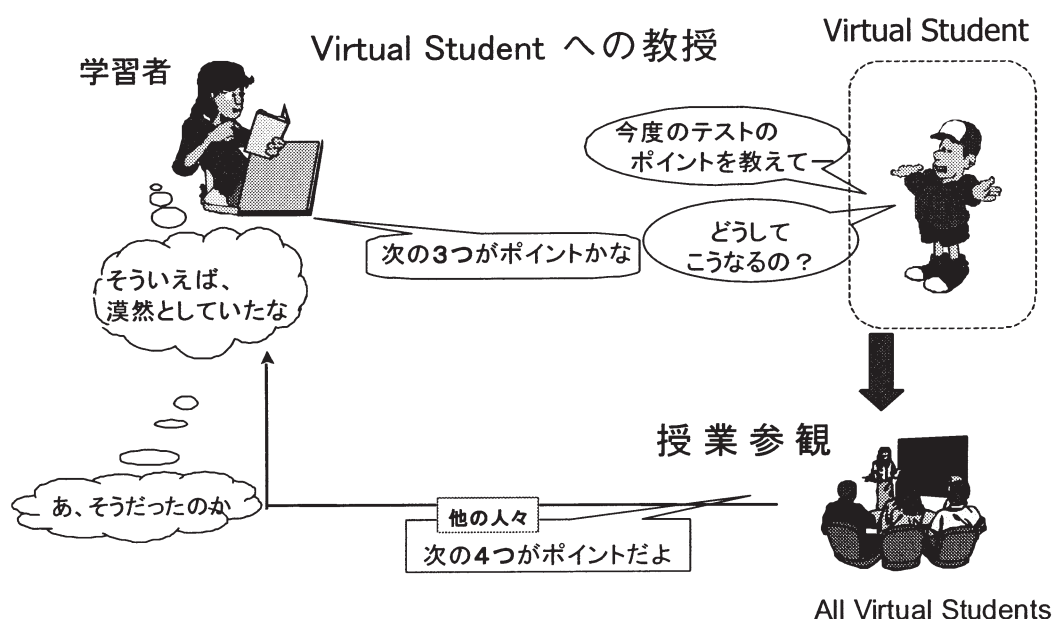 Virtual Student への教授
Virtual Student
学習者
今度のテストの
ポイントを教えてー
どうして
こうなるの？
次の３つがポイントかな
そういえば、
漠然としていたな
授業参観
あ、そうだったのか
他の人々
次の４つがポイントだよ
All Virtual Students